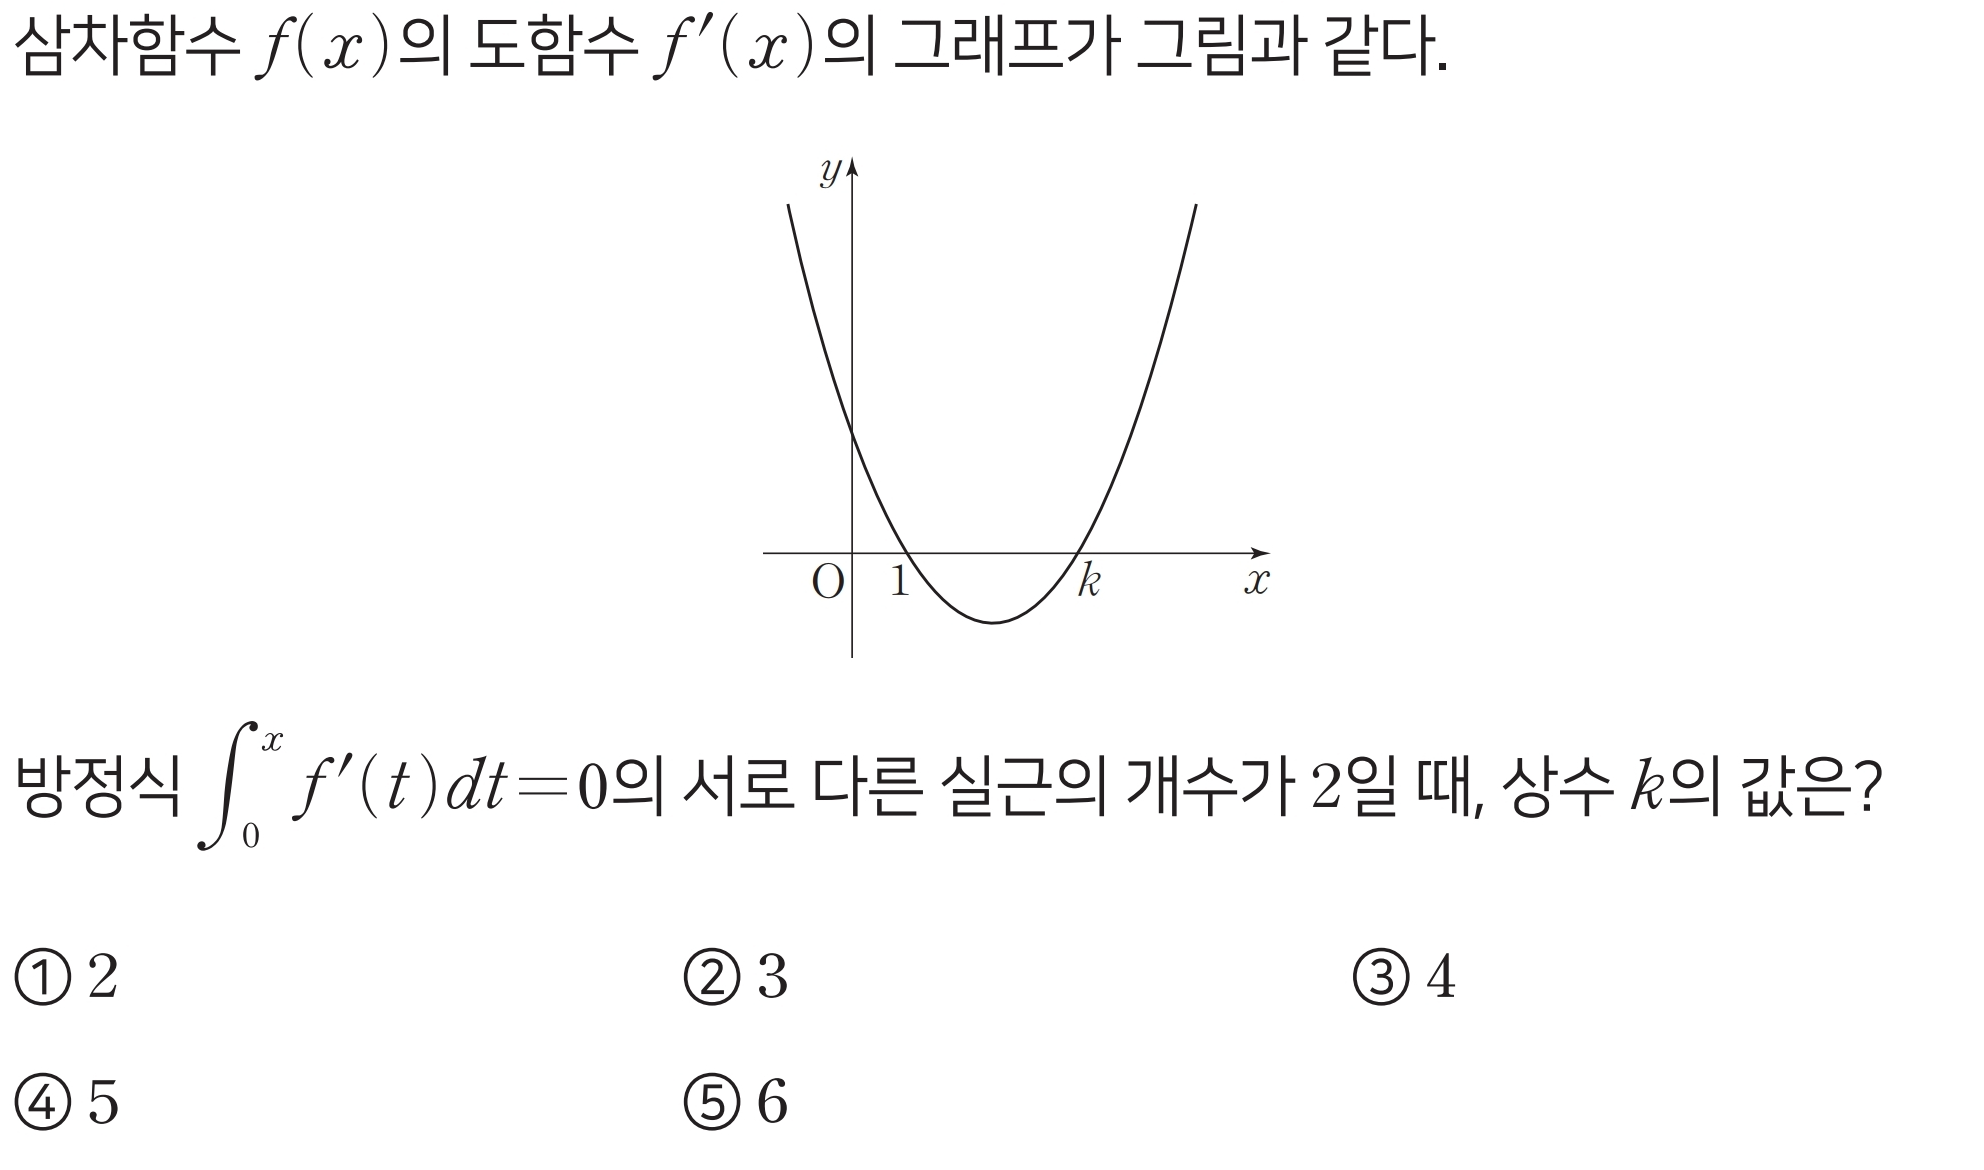 삼차함수 f(x)의 도함수 f′(x)의 그래프가 그림과 같다.
y
O 1 k x
방정식 ∫₀ˣ f′(t)dt=0의 서로 다른 실근의 개수가 2일 때, 상수 k의 값은?
① 2 ② 3 ③ 4
④ 5 ⑤ 6